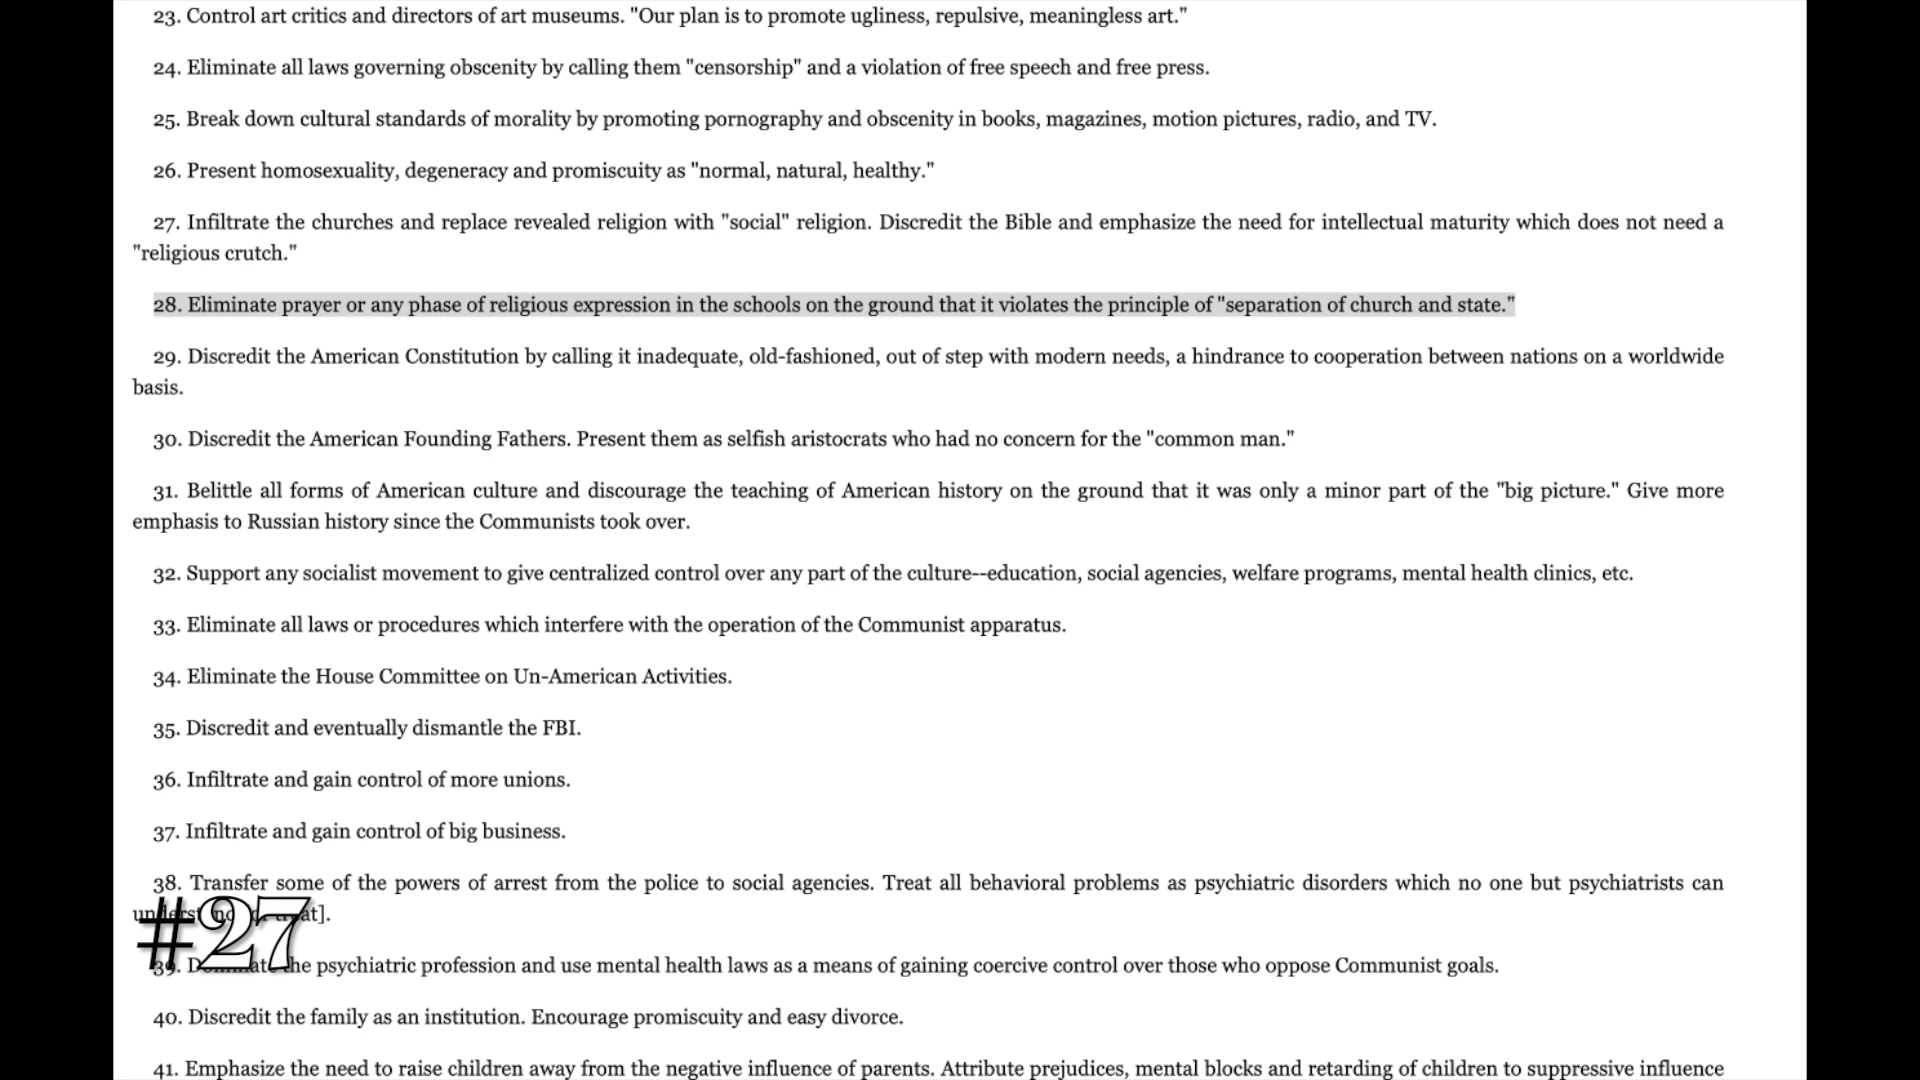 23. Control art critics and directors of art museums. "Our plan is to promote ugliness, repulsive, meaningless art."
24. Eliminate all laws governing obscenity by calling them "censorship" and a violation of free speech and free press.
25. Break down cultural standards of morality by promoting pornography and obscenity in books, magazines, motion pictures, radio, and TV.
26. Present homosexuality, degeneracy and promiscuity as "normal, natural, healthy."
27. Infiltrate the churches and replace revealed religion with "social" religion. Discredit the Bible and emphasize the need for intellectual maturity which does not need a
"religious crutch."
28. Eliminate prayer or any phase of religious expression in the schools on the ground that it violates the principle of "separation of church and state."
29. Discredit the American Constitution by calling it inadequate, old-fashioned, out of step with modern needs, a hindrance to cooperation between nations on a worldwide
basis.
30. Discredit the American Founding Fathers. Present them as selfish aristocrats who had no concern for the "common man."
31. Belittle all forms of American culture and discourage the teaching of American history on the ground that it was only a minor part of the "big picture." Give more
emphasis to Russian history since the Communists took over.
32. Support any socialist movement to give centralized control over any part of the culture--education, social agencies, welfare programs, mental health clinics, etc.
33. Eliminate all laws or procedures which interfere with the operation of the Communist apparatus.
34. Eliminate the House Committee on Un-American Activities.
35. Discredit and eventually dismantle the FBI.
36. Infiltrate and gain control of more unions.
37. Infiltrate and gain control of big business.
38. Transfer some of the powers of arrest from the police to social agencies. Treat all behavioral problems as psychiatric disorders which no one but psychiatrists can
#27
39. the psychiatric profession and use mental health laws as a means of gaining coercive control over those who oppose Communist goals.
40. Discredit the family as an institution. Encourage promiscuity and easy divorce.
41. Emphasize the need to raise children away from the negative influence of parents. Attribute prejudices, mental blocks and retarding of children to suppressive influence